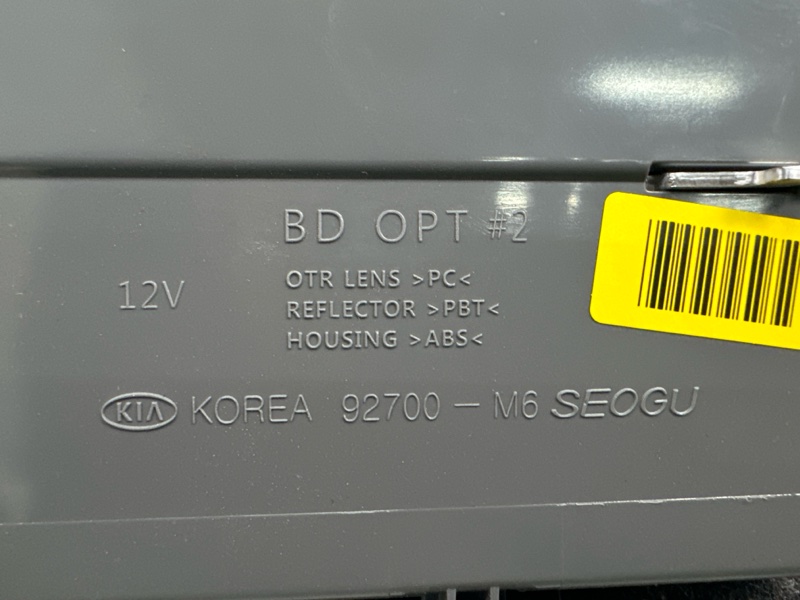 BD OPT #2
12V
OTR LENS >PC<
REFLECTOR >PBT<
HOUSING >ABS<
KIA KOREA 92700 - M6 SEOGU